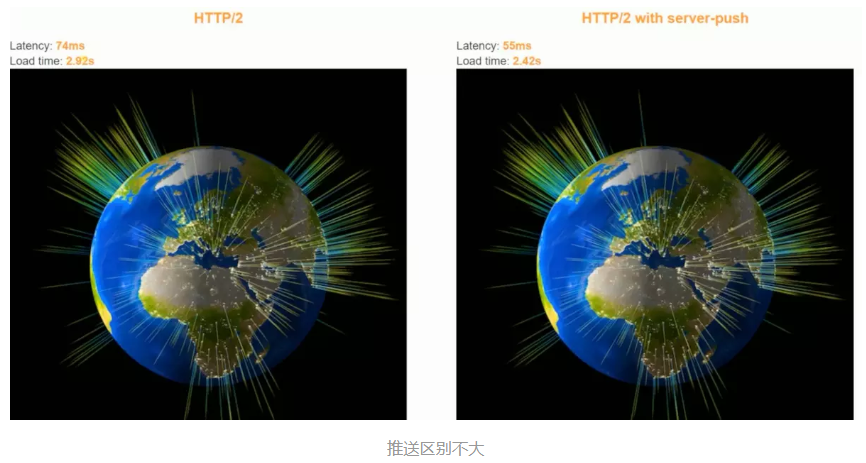 HTTP/2
Latency: 74ms
Load time: 2.92s
HTTP/2 with server-push
Latency: 55ms
Load time: 2.42s
推送区别不大